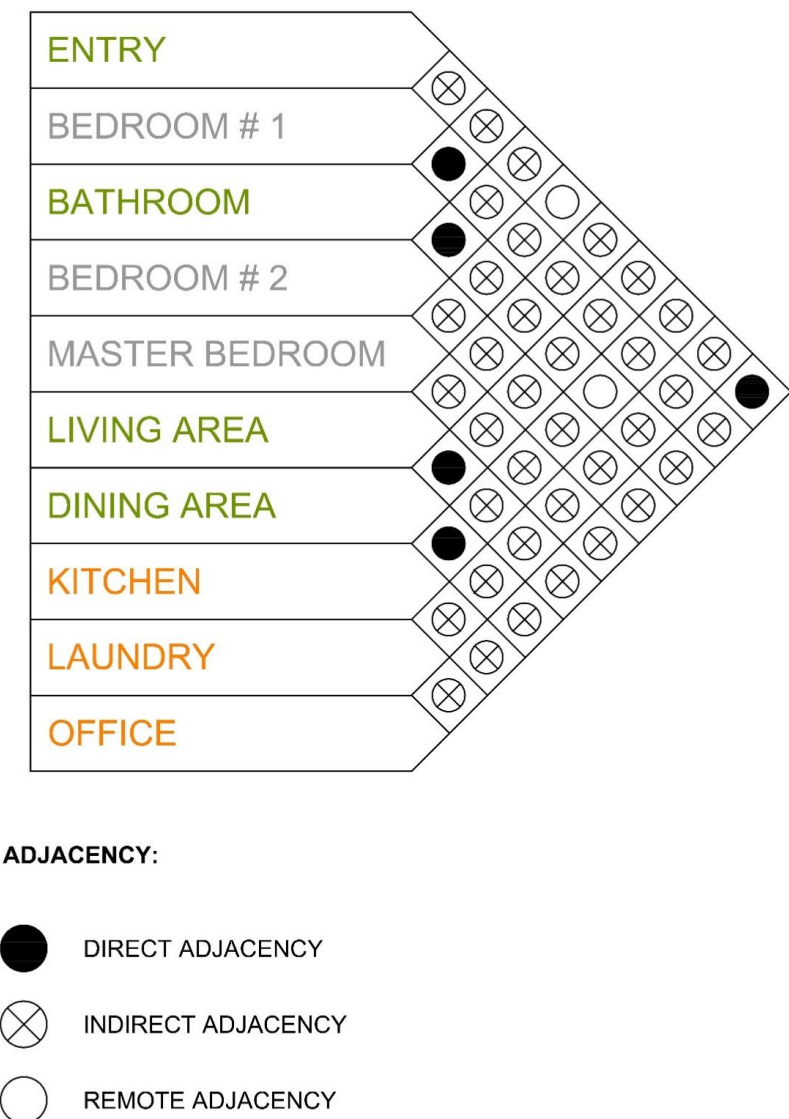 ENTRY
BEDROOM # 1
BATHROOM
BEDROOM # 2
MASTER BEDROOM
LIVING AREA
DINING AREA
KITCHEN
LAUNDRY
OFFICE
ADJACENCY:
DIRECT ADJACENCY
INDIRECT ADJACENCY
REMOTE ADJACENCY